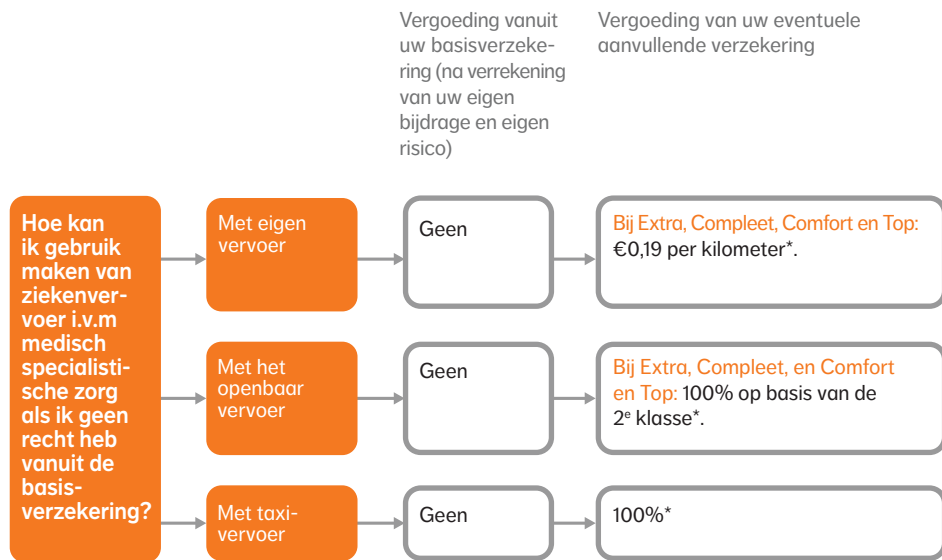 Vergoeding vanuit
uw basisverzeke-
ring (na verrekening
van uw eigen
bijdrage en eigen
risico)
Vergoeding van uw eventuele
aanvullende verzekering
Hoe kan
ik gebruik
maken van
ziekenver-
voer i.v.m
medisch
specialisti-
sche zorg
als ik geen
recht heb
vanuit de
basis-
verzekering?
Met eigen
vervoer
Geen
Bij Extra, Compleet, Comfort en Top:
€0,19 per kilometer*.
Met het
openbaar
vervoer
Geen
Bij Extra, Compleet, en Comfort
en Top: 100% op basis van de
2e klasse*.
Met taxi-
vervoer
Geen
100%*